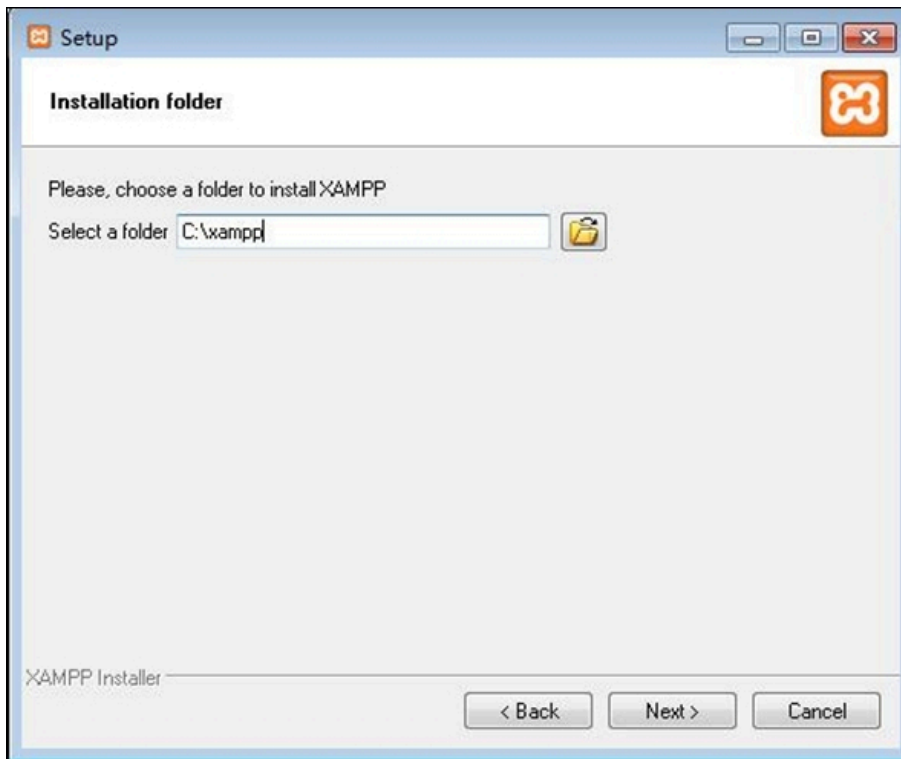 Setup
Installation folder
Please, choose a folder to install XAMPP
Select a folder C:\xampp
XAMPP Installer
< Back Next > Cancel